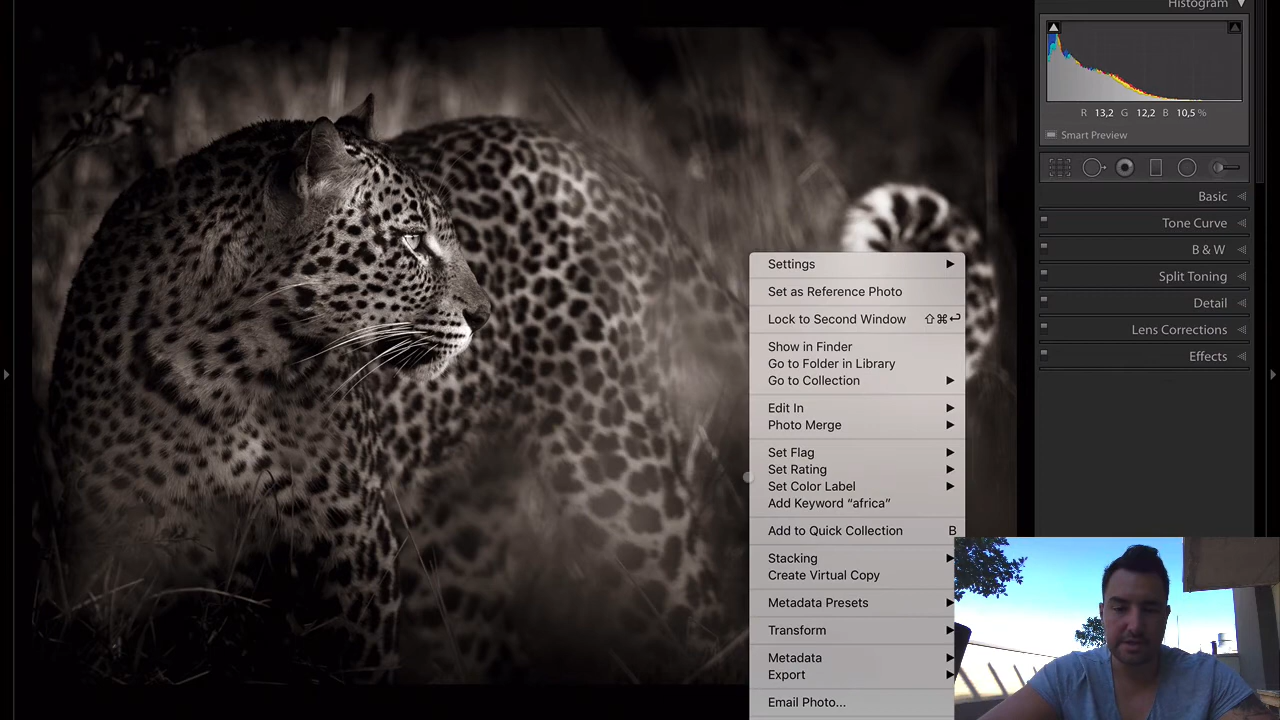 Histogram
R 13,2 G 12,2 B 10,5 %
Smart Preview
Basic
Tone Curve
B & W
Split Toning
Detail
Lens Corrections
Effects
Settings
Set as Reference Photo
Lock to Second Window ⇧⌘↩
Show in Finder
Go to Folder in Library
Go to Collection
Edit In
Photo Merge
Set Flag
Set Rating
Set Color Label
Add Keyword “africa”
Add to Quick Collection B
Stacking
Create Virtual Copy
Metadata Presets
Transform
Metadata
Export
Email Photo...